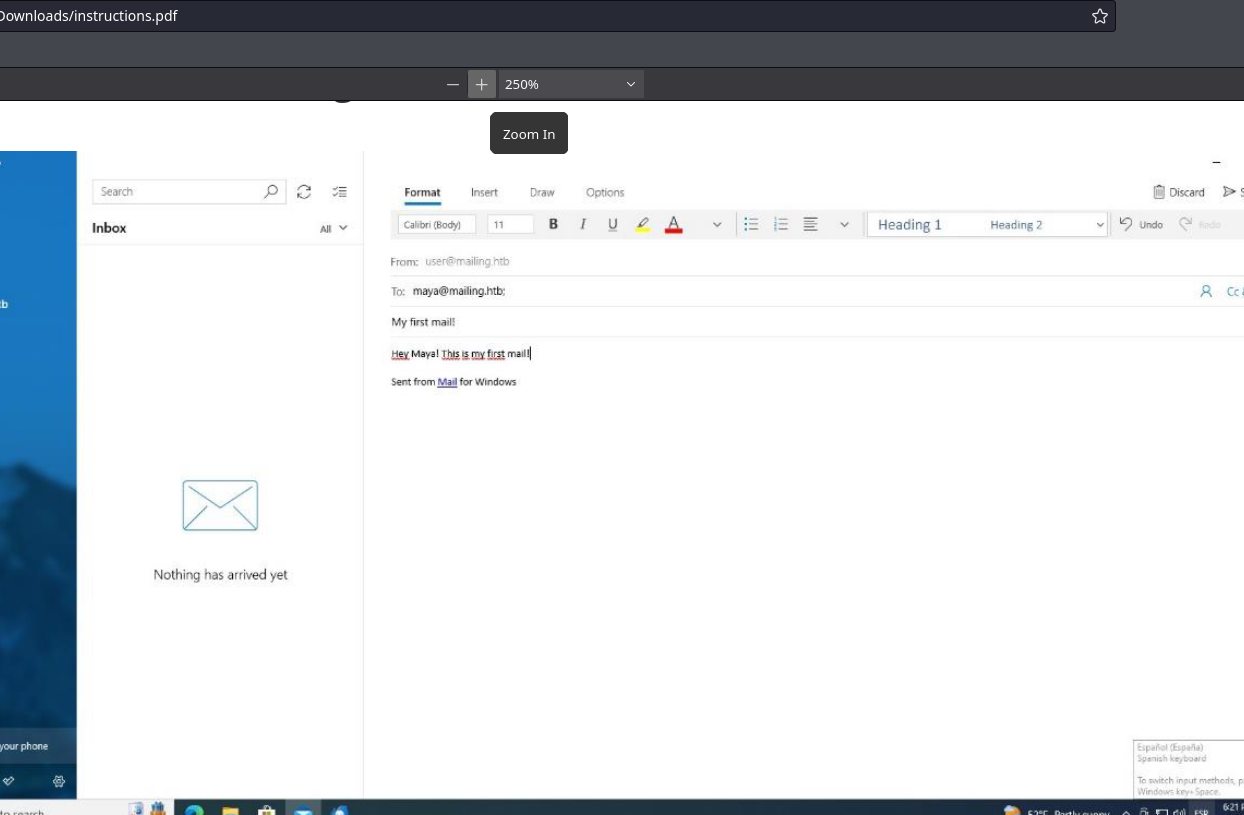 Downloads/instructions.pdf
250%
Zoom In
Search
Format Insert Draw Options
Discard
Inbox
All
Calibri (Body) 11 B I U A Heading 1 Heading 2 Undo Redo
From: user@mailing.htb
To: maya@mailing.htb;
Cc
My first mail!
Hey Maya! This is my first mail!
Sent from Mail for Windows
Nothing has arrived yet
your phone
Español (España)
Spanish keyboard
To switch input methods, p
Windows key+Space.
to search
52°F Partly sunny
ESP
6:21